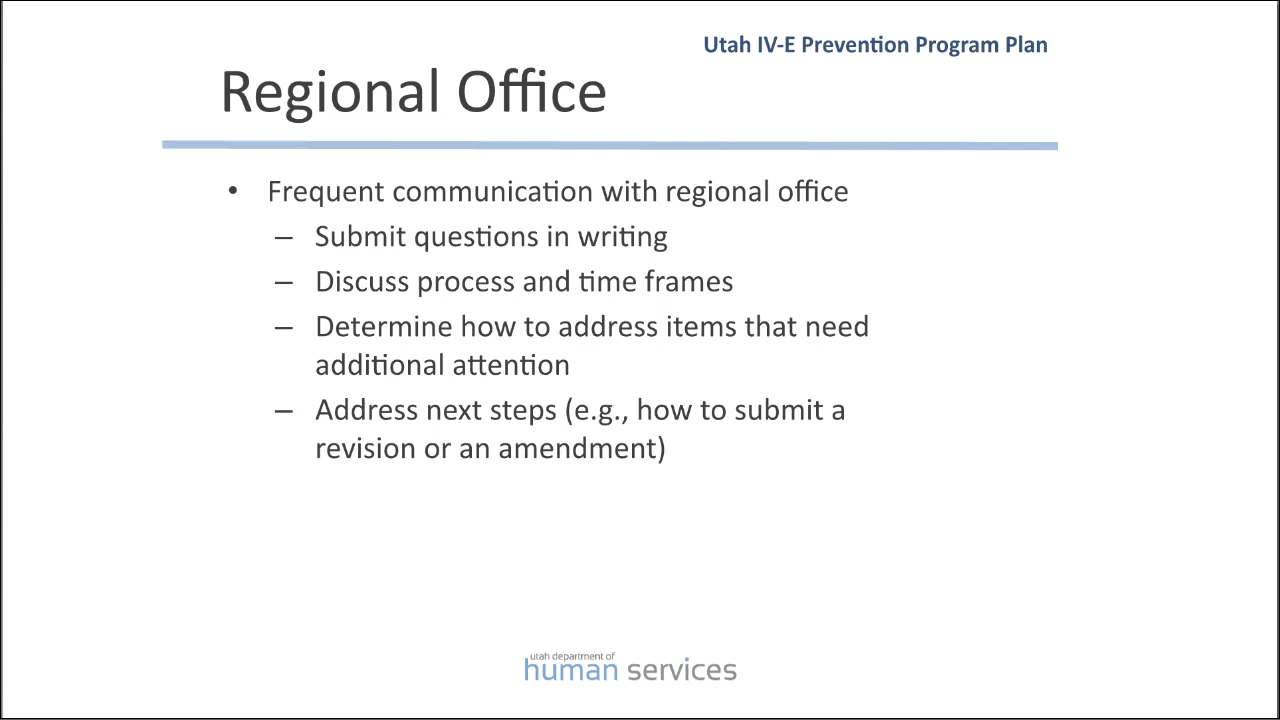 Utah IV-E Prevention Program Plan
Regional Office
• Frequent communication with regional office
– Submit questions in writing
– Discuss process and time frames
– Determine how to address items that need
additional attention
– Address next steps (e.g., how to submit a
revision or an amendment)
utah department of
human services